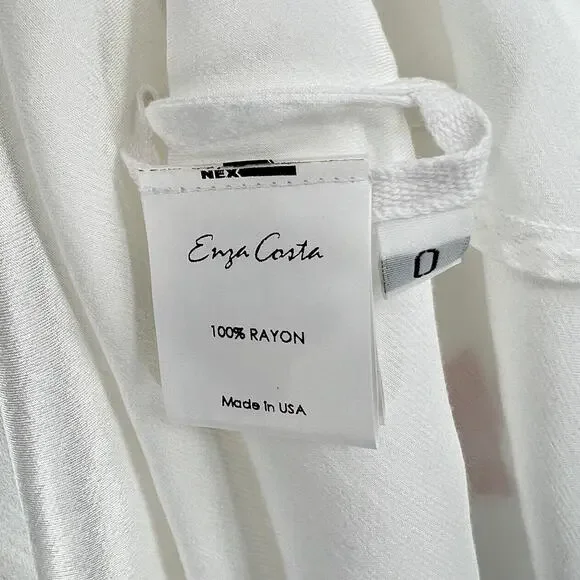 NEX
Enza Costa
0
100% RAYON
Made in USA